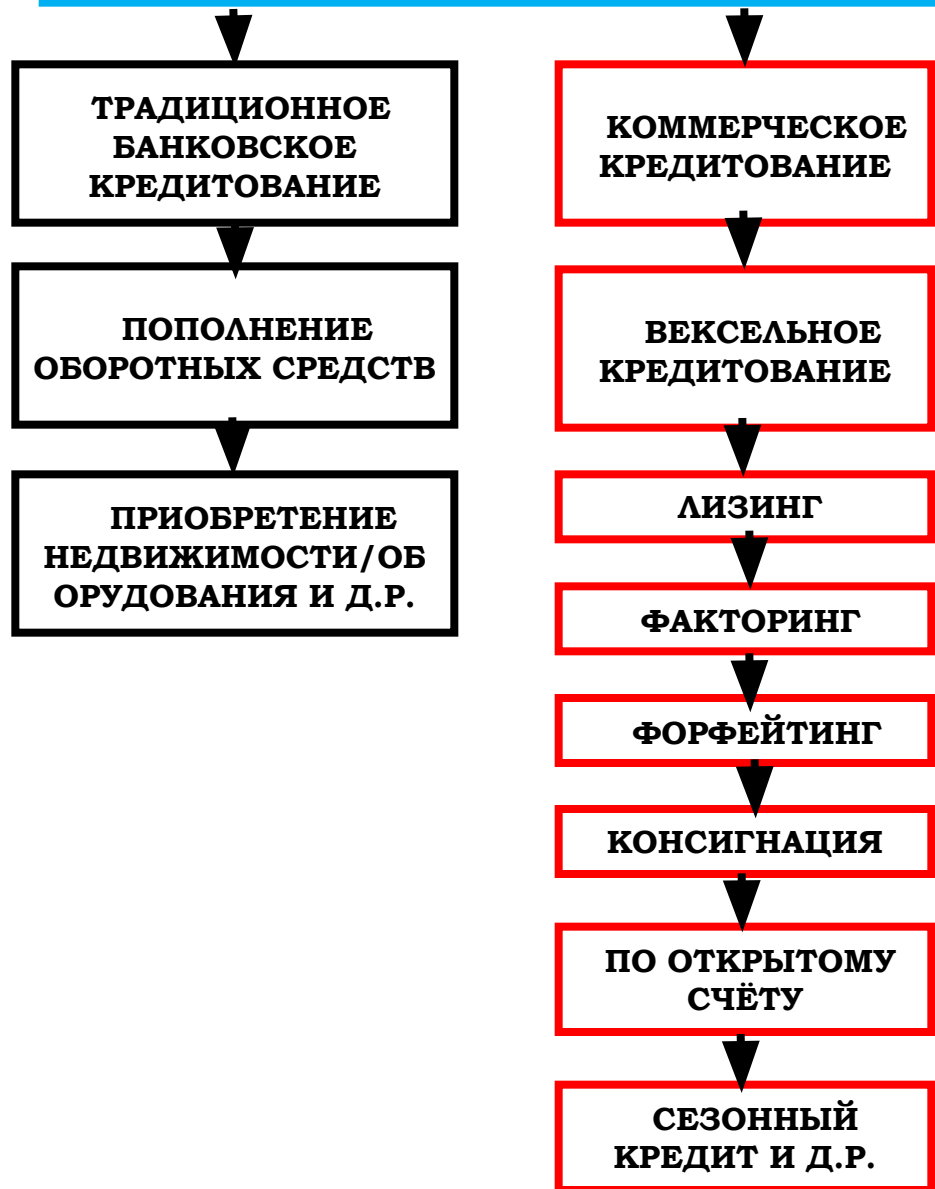 ТРАДИЦИОННОЕ
БАНКОВСКОЕ
КРЕДИТОВАНИЕ
ПОПОЛНЕНИЕ
ОБОРОТНЫХ СРЕДСТВ
ПРИОБРЕТЕНИЕ
НЕДВИЖИМОСТИ/ОБ
ОРУДОВАНИЯ И Д.Р.
КОММЕРЧЕСКОЕ
КРЕДИТОВАНИЕ
ВЕКСЕЛЬНОЕ
КРЕДИТОВАНИЕ
ЛИЗИНГ
ФАКТОРИНГ
ФОРФЕЙТИНГ
КОНСИГНАЦИЯ
ПО ОТКРЫТОМУ
СЧЁТУ
СЕЗОННЫЙ
КРЕДИТ И Д.Р.